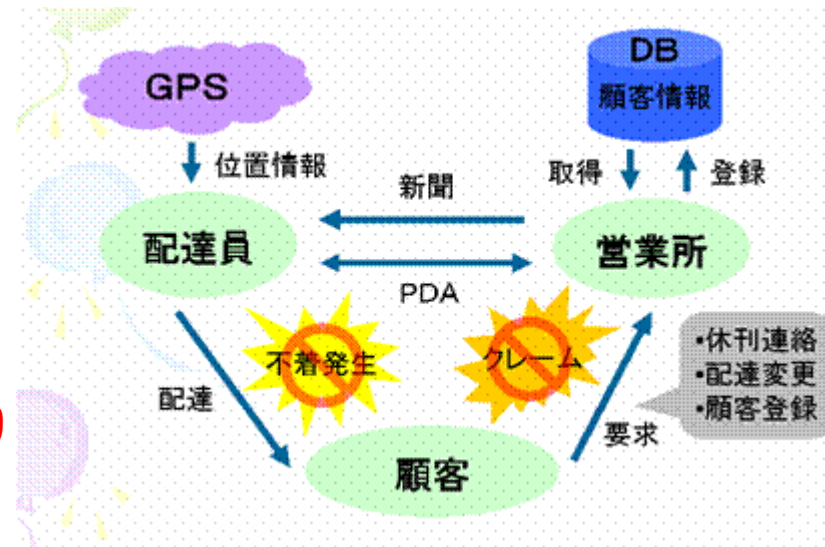 GPS
DB
顧客情報
位置情報
取得
登録
新聞
配達員
営業所
PDA
不着発生
クレーム
・休刊連絡
・配達変更
・顧客登録
配達
要求
顧客